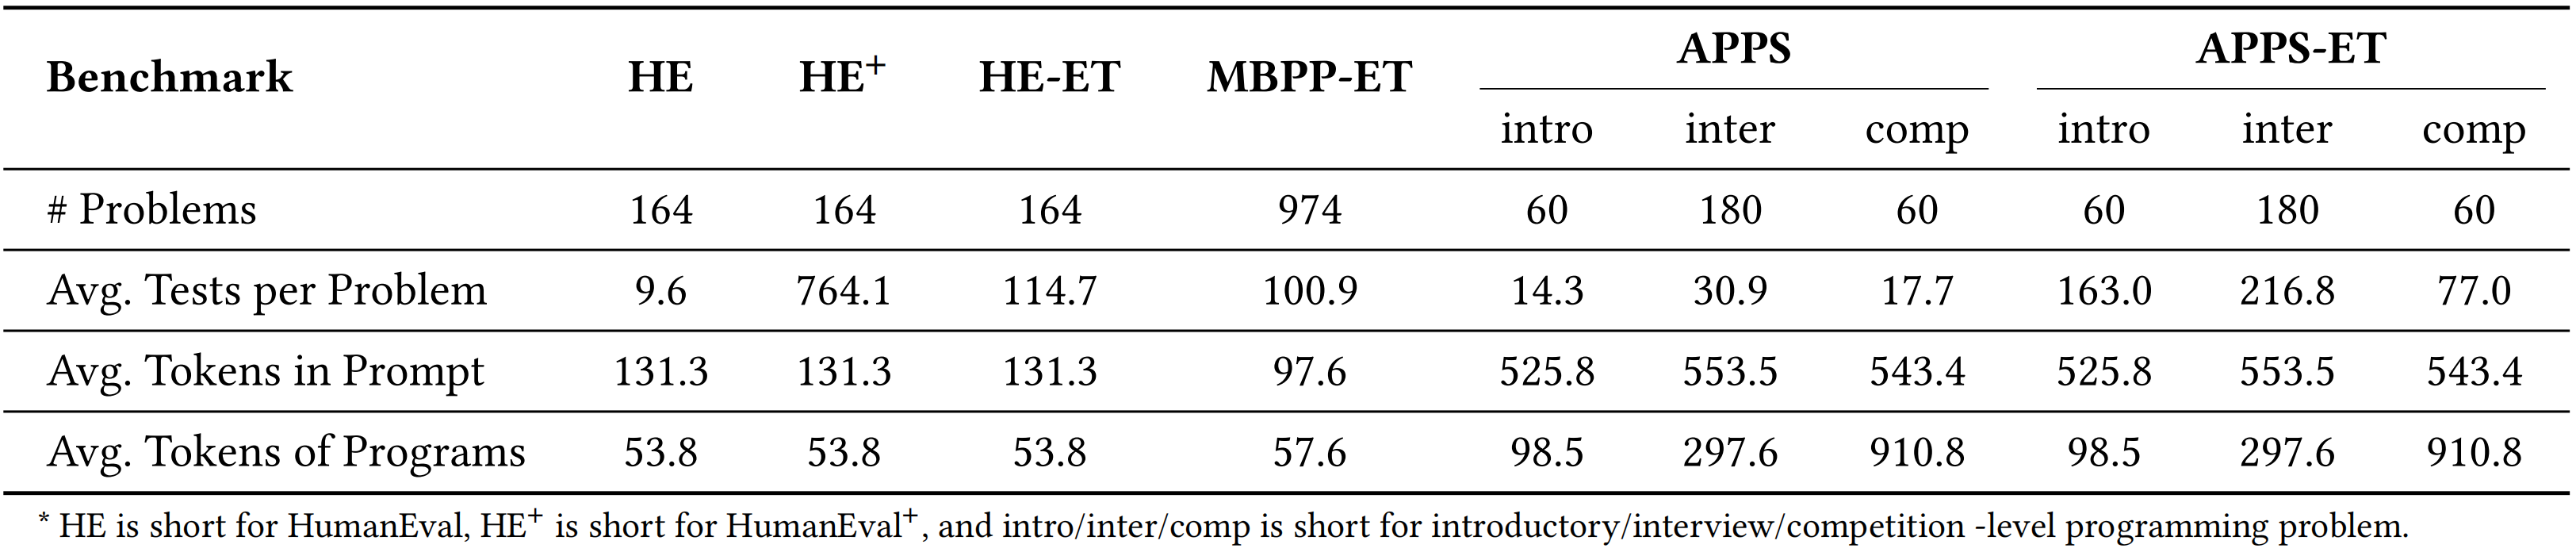 Benchmark HE HE+ HE-ET MBPP-ET APPS APPS-ET
intro inter comp intro inter comp
# Problems 164 164 164 974 60 180 60 60 180 60
Avg. Tests per Problem 9.6 764.1 114.7 100.9 14.3 30.9 17.7 163.0 216.8 77.0
Avg. Tokens in Prompt 131.3 131.3 131.3 97.6 525.8 553.5 543.4 525.8 553.5 543.4
Avg. Tokens of Programs 53.8 53.8 53.8 57.6 98.5 297.6 910.8 98.5 297.6 910.8
* HE is short for HumanEval, HE+ is short for HumanEval+, and intro/inter/comp is short for introductory/interview/competition -level programming problem.